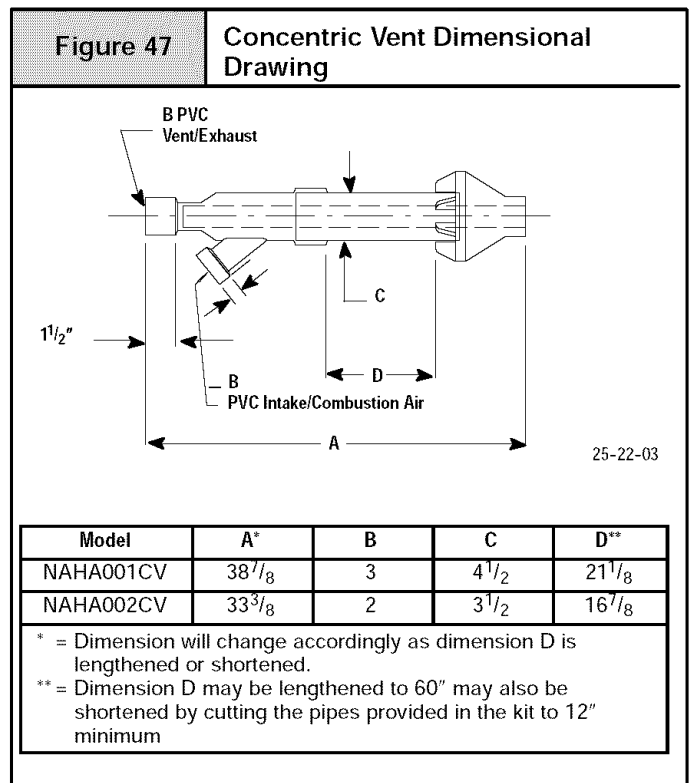 Figure 47
Concentric Vent Dimensional
Drawing
B PVC
Vent/Exhaust
C
1 1/2"
D
B
PVC Intake/Combustion Air
A
25-22-03
Model A* B C D**
NAHA001CV 38 7/8 3 4 1/2 21 1/8
NAHA002CV 33 3/8 2 3 1/2 16 7/8
* = Dimension will change accordingly as dimension D is
lengthened or shortened.
** = Dimension D may be lengthened to 60" may also be
shortened by cutting the pipes provided in the kit to 12"
minimum